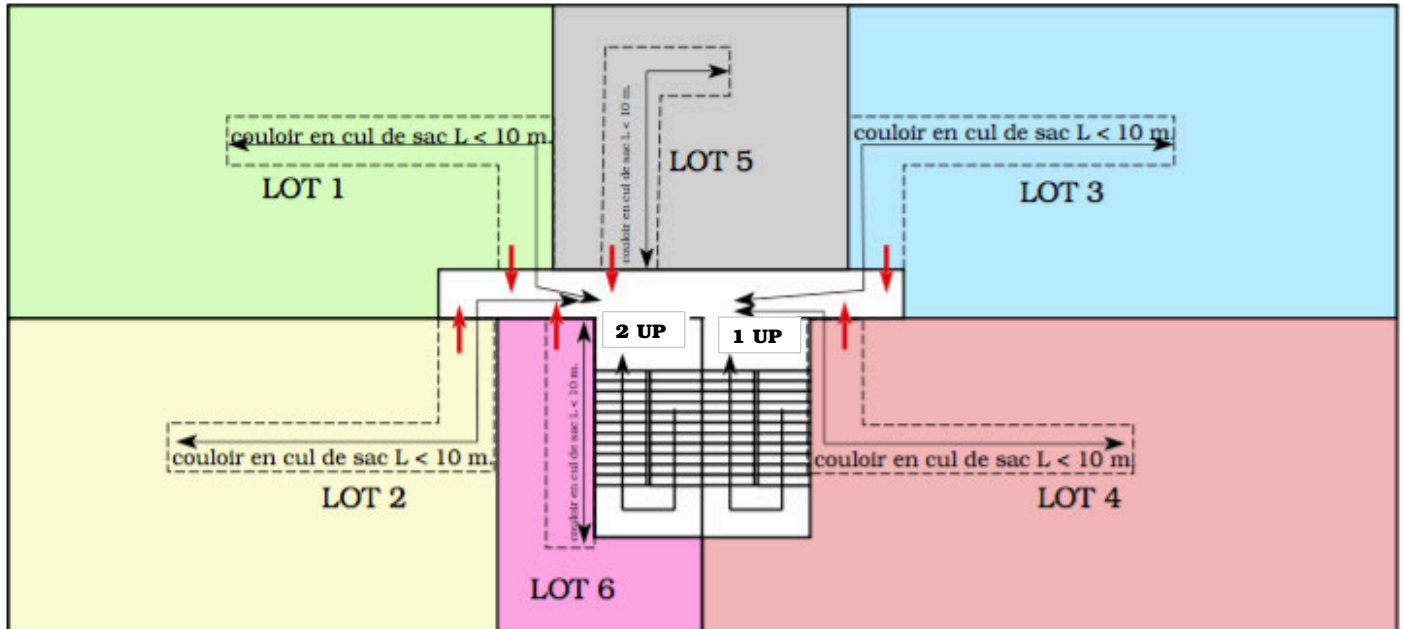 couloir en cul de sac L < 10 m.
LOT 1
couloir en cul de sac L < 10 m.
LOT 5
couloir en cul de sac L < 10 m.
LOT 3
2 UP
1 UP
couloir en cul de sac L < 10 m.
LOT 2
couloir en cul de sac L < 10 m.
LOT 6
couloir en cul de sac L < 10 m
LOT 4